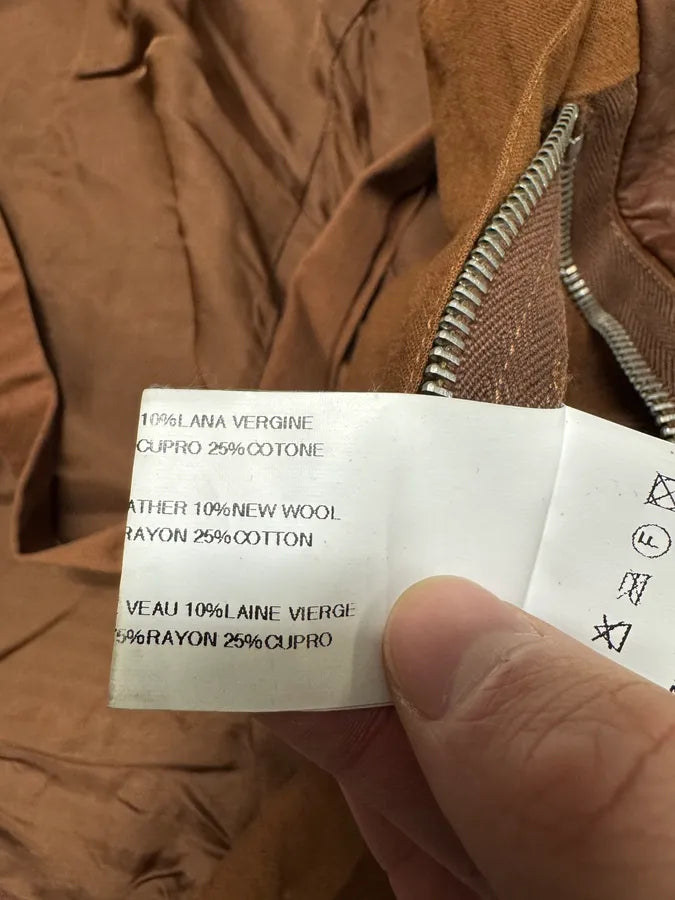 10%LANA VERGINE
CUPRO 25%COTONE
ATHER 10%NEW WOOL
RAYON 25%COTTON
VEAU 10%LAINE VIERGE
5%RAYON 25%CUPRO
F